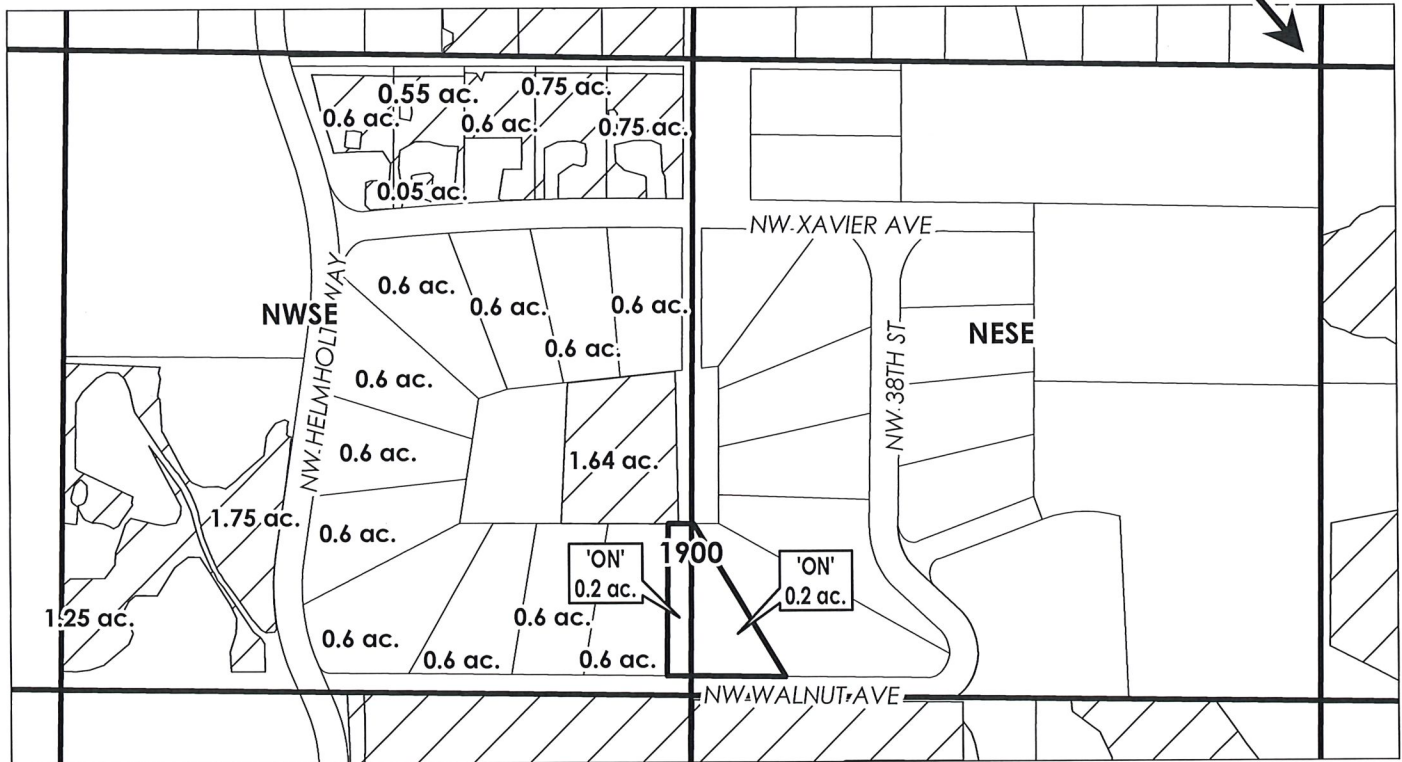 0.55 ac.
0.75 ac.
0.6 ac.
0.6 ac.
0.75 ac.
0.05 ac.
NW XAVIER AVE
0.6 ac.
0.6 ac.
0.6 ac.
NWSE
NW HELMHOLTZ WAY
NW 38TH ST
NESE
0.6 ac.
0.6 ac.
0.6 ac.
1.64 ac.
1.75 ac.
0.6 ac.
1900
'ON'
0.2 ac.
'ON'
0.2 ac.
1.25 ac.
0.6 ac.
0.6 ac.
0.6 ac.
0.6 ac.
NW WALNUT AVE